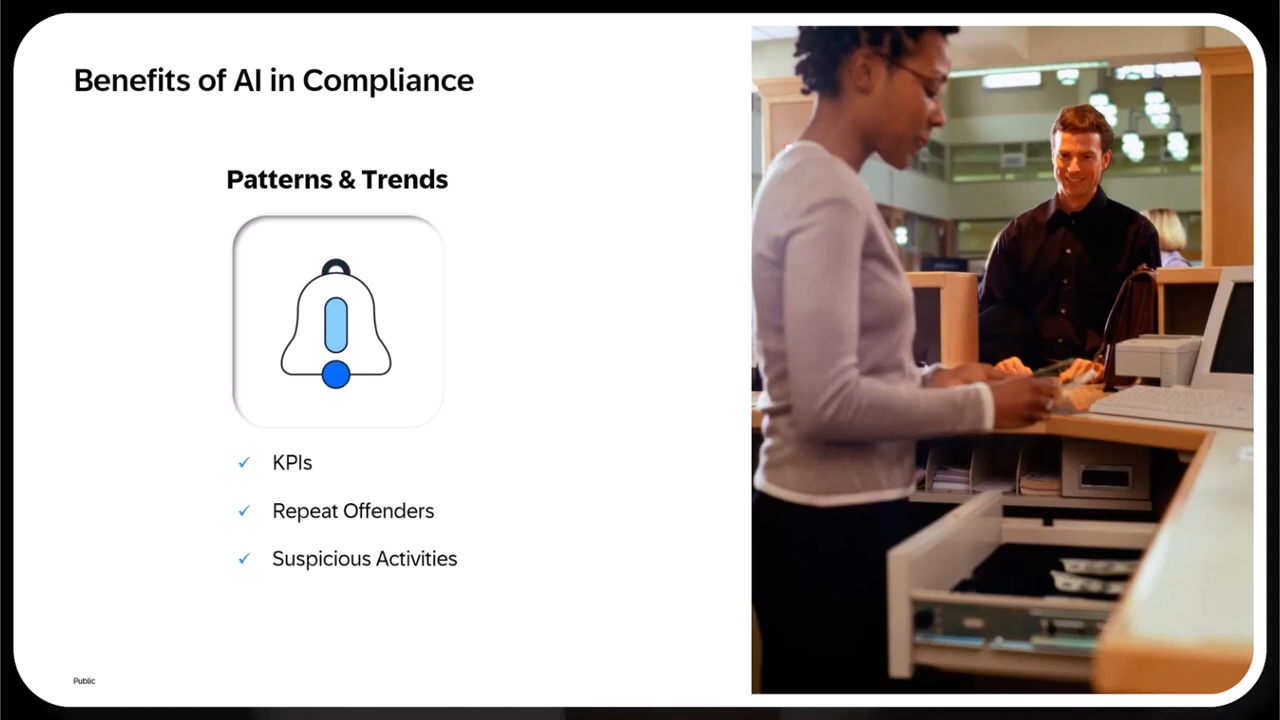 Benefits of AI in Compliance
Patterns & Trends
KPIs
Repeat Offenders
Suspicious Activities
Public